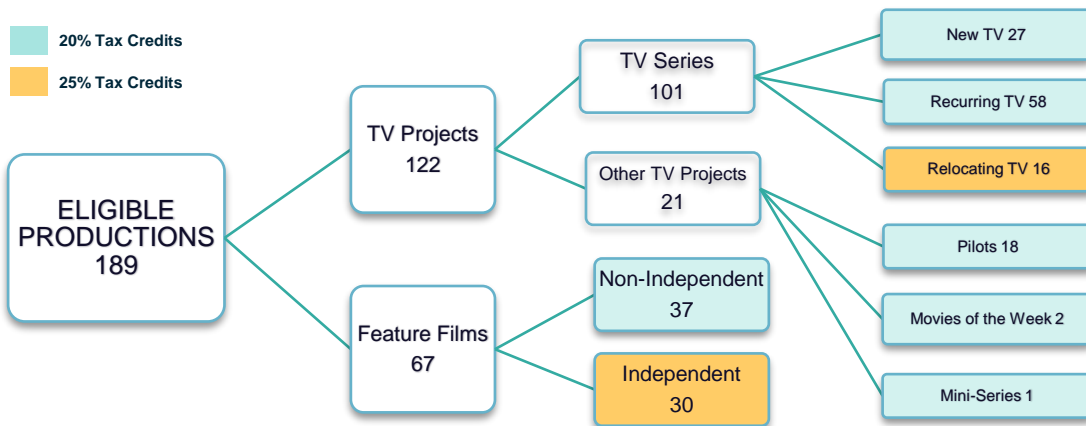 20% Tax Credits
25% Tax Credits
ELIGIBLE
PRODUCTIONS
189
TV Projects
122
Feature Films
67
TV Series
101
Other TV Projects
21
Non-Independent
37
Independent
30
New TV 27
Recurring TV 58
Relocating TV 16
Pilots 18
Movies of the Week 2
Mini-Series 1